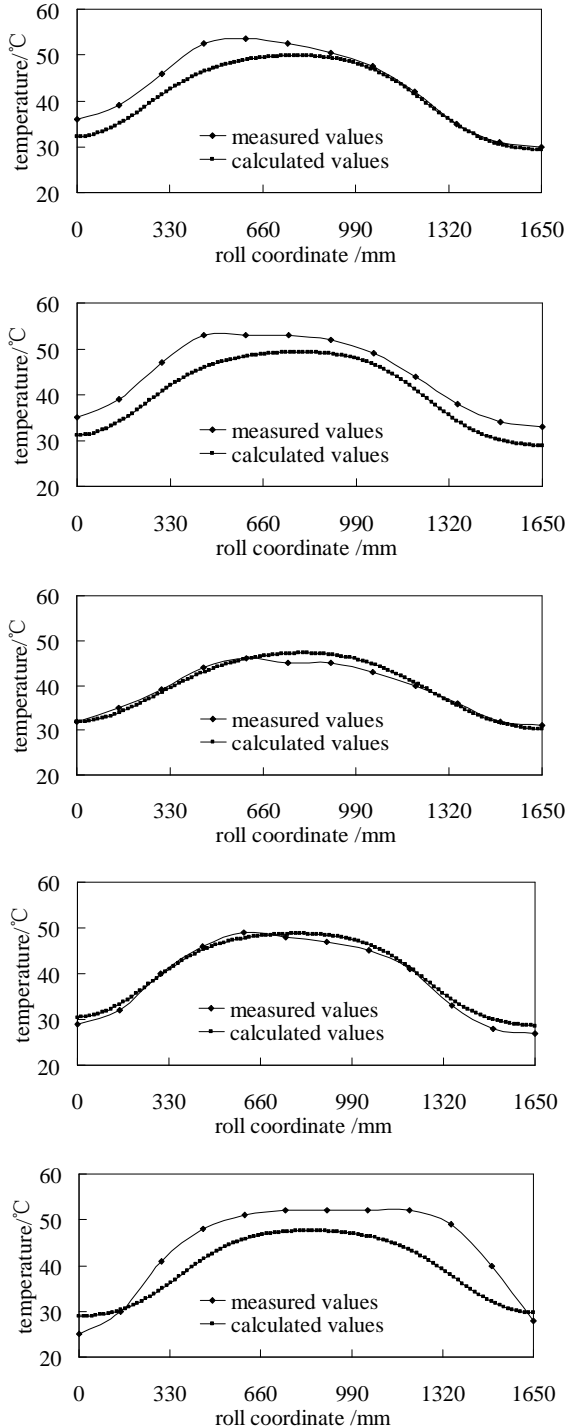 60
50
40
30
20
temperature/℃
measured values
calculated values
0 330 660 990 1320 1650
roll coordinate /mm
60
50
40
30
20
temperature/℃
measured values
calculated values
0 330 660 990 1320 1650
roll coordinate /mm
60
50
40
30
20
temperature/℃
measured values
calculated values
0 330 660 990 1320 1650
roll coordinate /mm
60
50
40
30
20
temperature/℃
measured values
calculated values
0 330 660 990 1320 1650
roll coordinate /mm
60
50
40
30
20
temperature/℃
measured values
calculated values
0 330 660 990 1320 1650
roll coordinate /mm